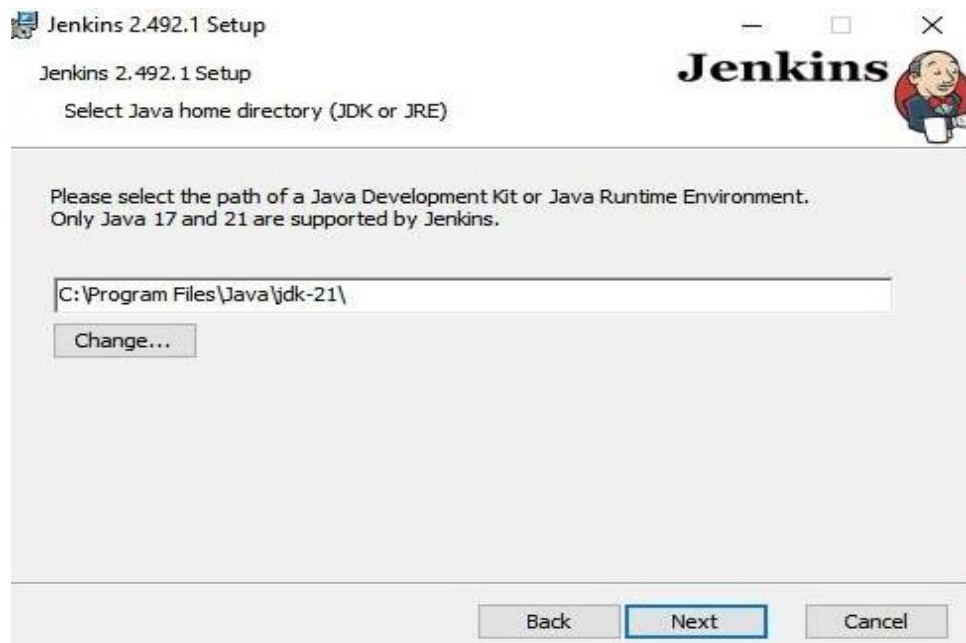 Jenkins 2.492.1 Setup
Jenkins 2.492.1 Setup
Jenkins
Select Java home directory (JDK or JRE)
Please select the path of a Java Development Kit or Java Runtime Environment.
Only Java 17 and 21 are supported by Jenkins.
C:\Program Files\Java\jdk-21\
Change...
Back Next Cancel